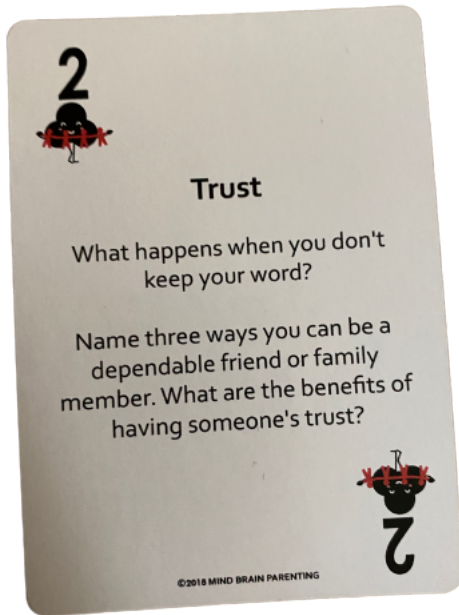 2
Trust
What happens when you don't
keep your word?
Name three ways you can be a
dependable friend or family
member. What are the benefits of
having someone's trust?
2
©2018 MIND BRAIN PARENTING